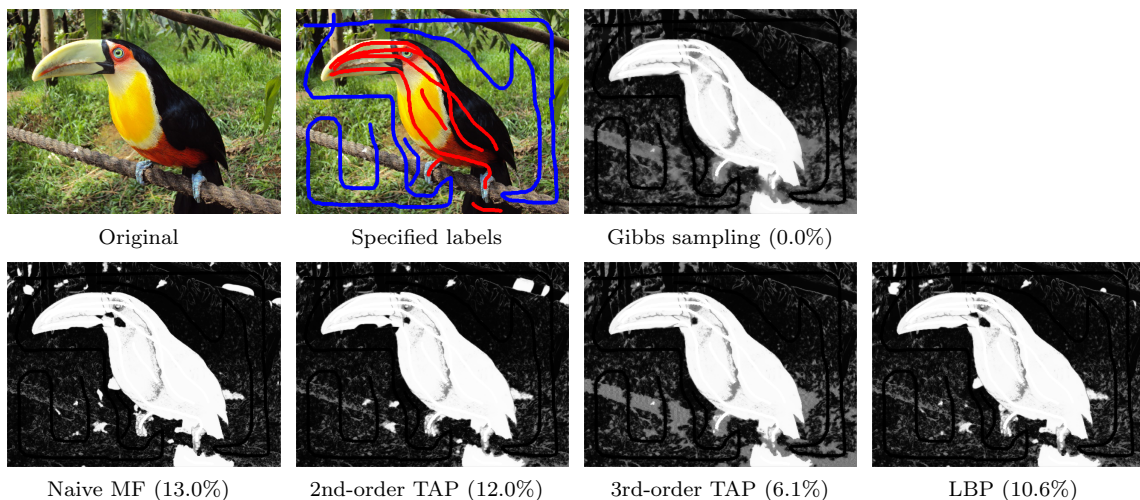 Original
Specified labels
Gibbs sampling (0.0%)
Naive MF (13.0%)
2nd-order TAP (12.0%)
3rd-order TAP (6.1%)
LBP (10.6%)